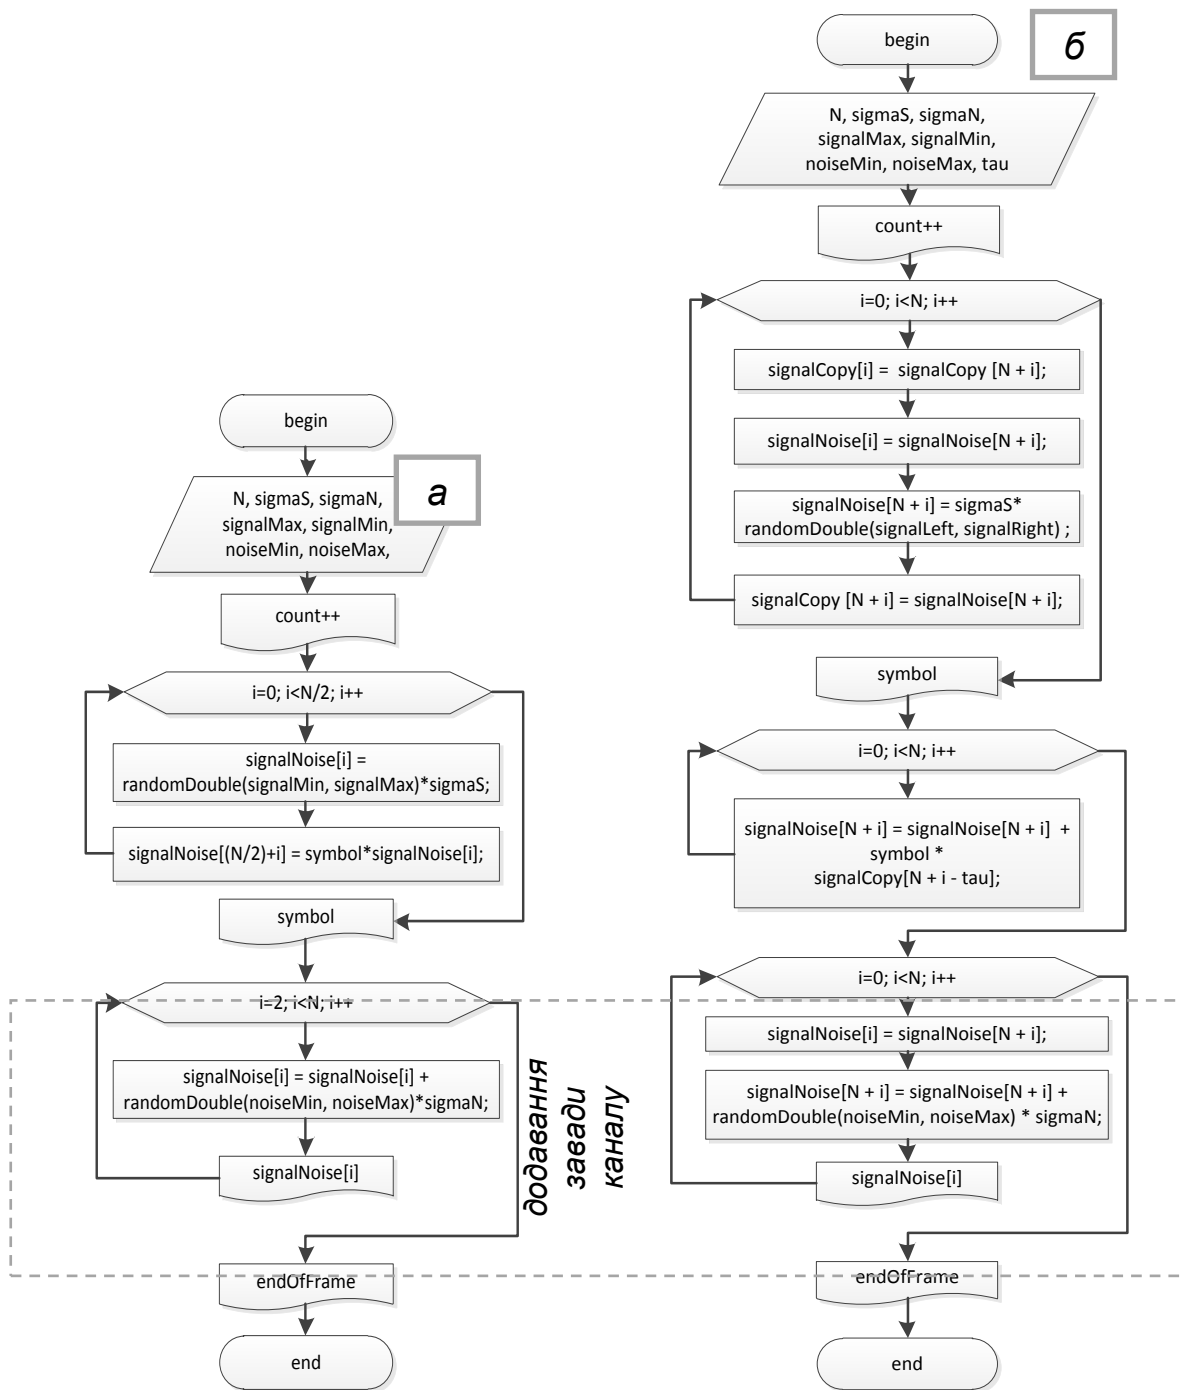 а
begin
N, sigmaS, sigmaN,
signalMax, signalMin,
noiseMin, noiseMax,
count++
i=0; i<N/2; i++
signalNoise[i] =
randomDouble(signalMin, signalMax)*sigmaS;
signalNoise[(N/2)+i] = symbol*signalNoise[i];
symbol
i=2; i<N; i++
signalNoise[i] = signalNoise[i] +
randomDouble(noiseMin, noiseMax)*sigmaN;
signalNoise[i]
endOfFrame
end
додавання
завади
каналу
б
begin
N, sigmaS, sigmaN,
signalMax, signalMin,
noiseMin, noiseMax, tau
count++
i=0; i<N; i++
signalCopy[i] = signalCopy [N + i];
signalNoise[i] = signalNoise[N + i];
signalNoise[N + i] = sigmaS*
randomDouble(signalLeft, signalRight) ;
signalCopy [N + i] = signalNoise[N + i];
symbol
i=0; i<N; i++
signalNoise[N + i] = signalNoise[N + i] +
symbol *
signalCopy[N + i - tau];
i=0; i<N; i++
signalNoise[i] = signalNoise[N + i];
signalNoise[N + i] = signalNoise[N + i] +
randomDouble(noiseMin, noiseMax) * sigmaN;
signalNoise[i]
endOfFrame
end